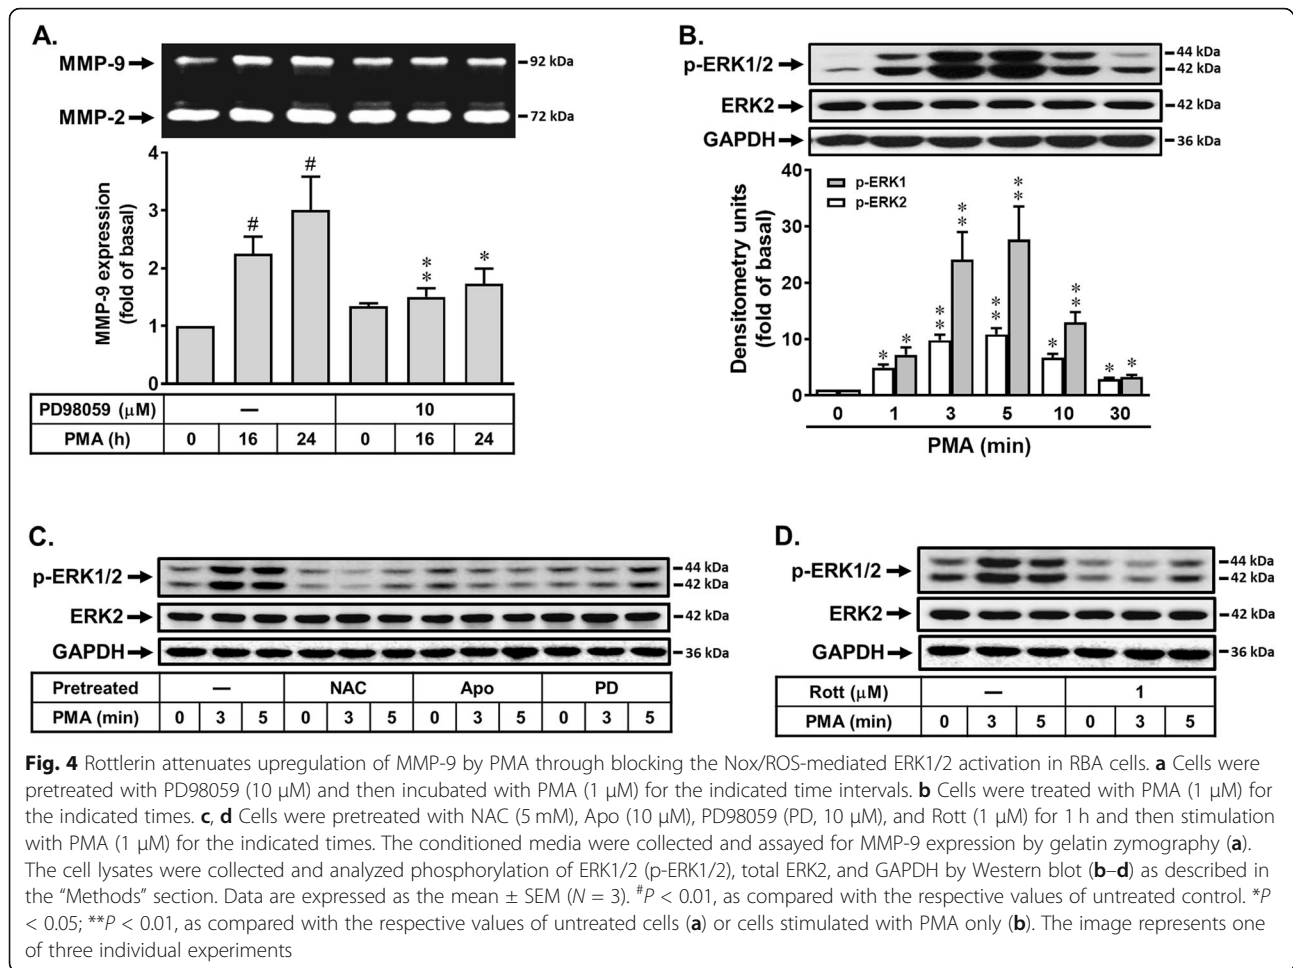 A.
MMP-9
92 kDa
MMP-2
72 kDa
MMP-9 expression
(fold of basal)
4
3
2
1
0
#
#
*
*
*
PD98059 (μM) — 10
PMA (h) 0 16 24 0 16 24
B.
p-ERK1/2
44 kDa
42 kDa
ERK2
42 kDa
GAPDH
36 kDa
Densitometry units
(fold of basal)
40
30
20
10
0
p-ERK1
p-ERK2
* *
* * * *
* * * *
* * *
* *
0 1 3 5 10 30
PMA (min)
C.
p-ERK1/2
44 kDa
42 kDa
ERK2
42 kDa
GAPDH
36 kDa
Pretreated — NAC Apo PD
PMA (min) 0 3 5 0 3 5 0 3 5 0 3 5
D.
p-ERK1/2
44 kDa
42 kDa
ERK2
42 kDa
GAPDH
36 kDa
Rott (μM) — 1
PMA (min) 0 3 5 0 3 5
Fig. 4 Rottlerin attenuates upregulation of MMP-9 by PMA through blocking the Nox/ROS-mediated ERK1/2 activation in RBA cells. a Cells were
pretreated with PD98059 (10 μM) and then incubated with PMA (1 μM) for the indicated time intervals. b Cells were treated with PMA (1 μM) for
the indicated times. c, d Cells were pretreated with NAC (5 mM), Apo (10 μM), PD98059 (PD, 10 μM), and Rott (1 μM) for 1 h and then stimulation
with PMA (1 μM) for the indicated times. The conditioned media were collected and assayed for MMP-9 expression by gelatin zymography (a).
The cell lysates were collected and analyzed phosphorylation of ERK1/2 (p-ERK1/2), total ERK2, and GAPDH by Western blot (b–d) as described in
the “Methods” section. Data are expressed as the mean ± SEM (N = 3). #P < 0.01, as compared with the respective values of untreated control. *P
< 0.05; **P < 0.01, as compared with the respective values of untreated cells (a) or cells stimulated with PMA only (b). The image represents one
of three individual experiments